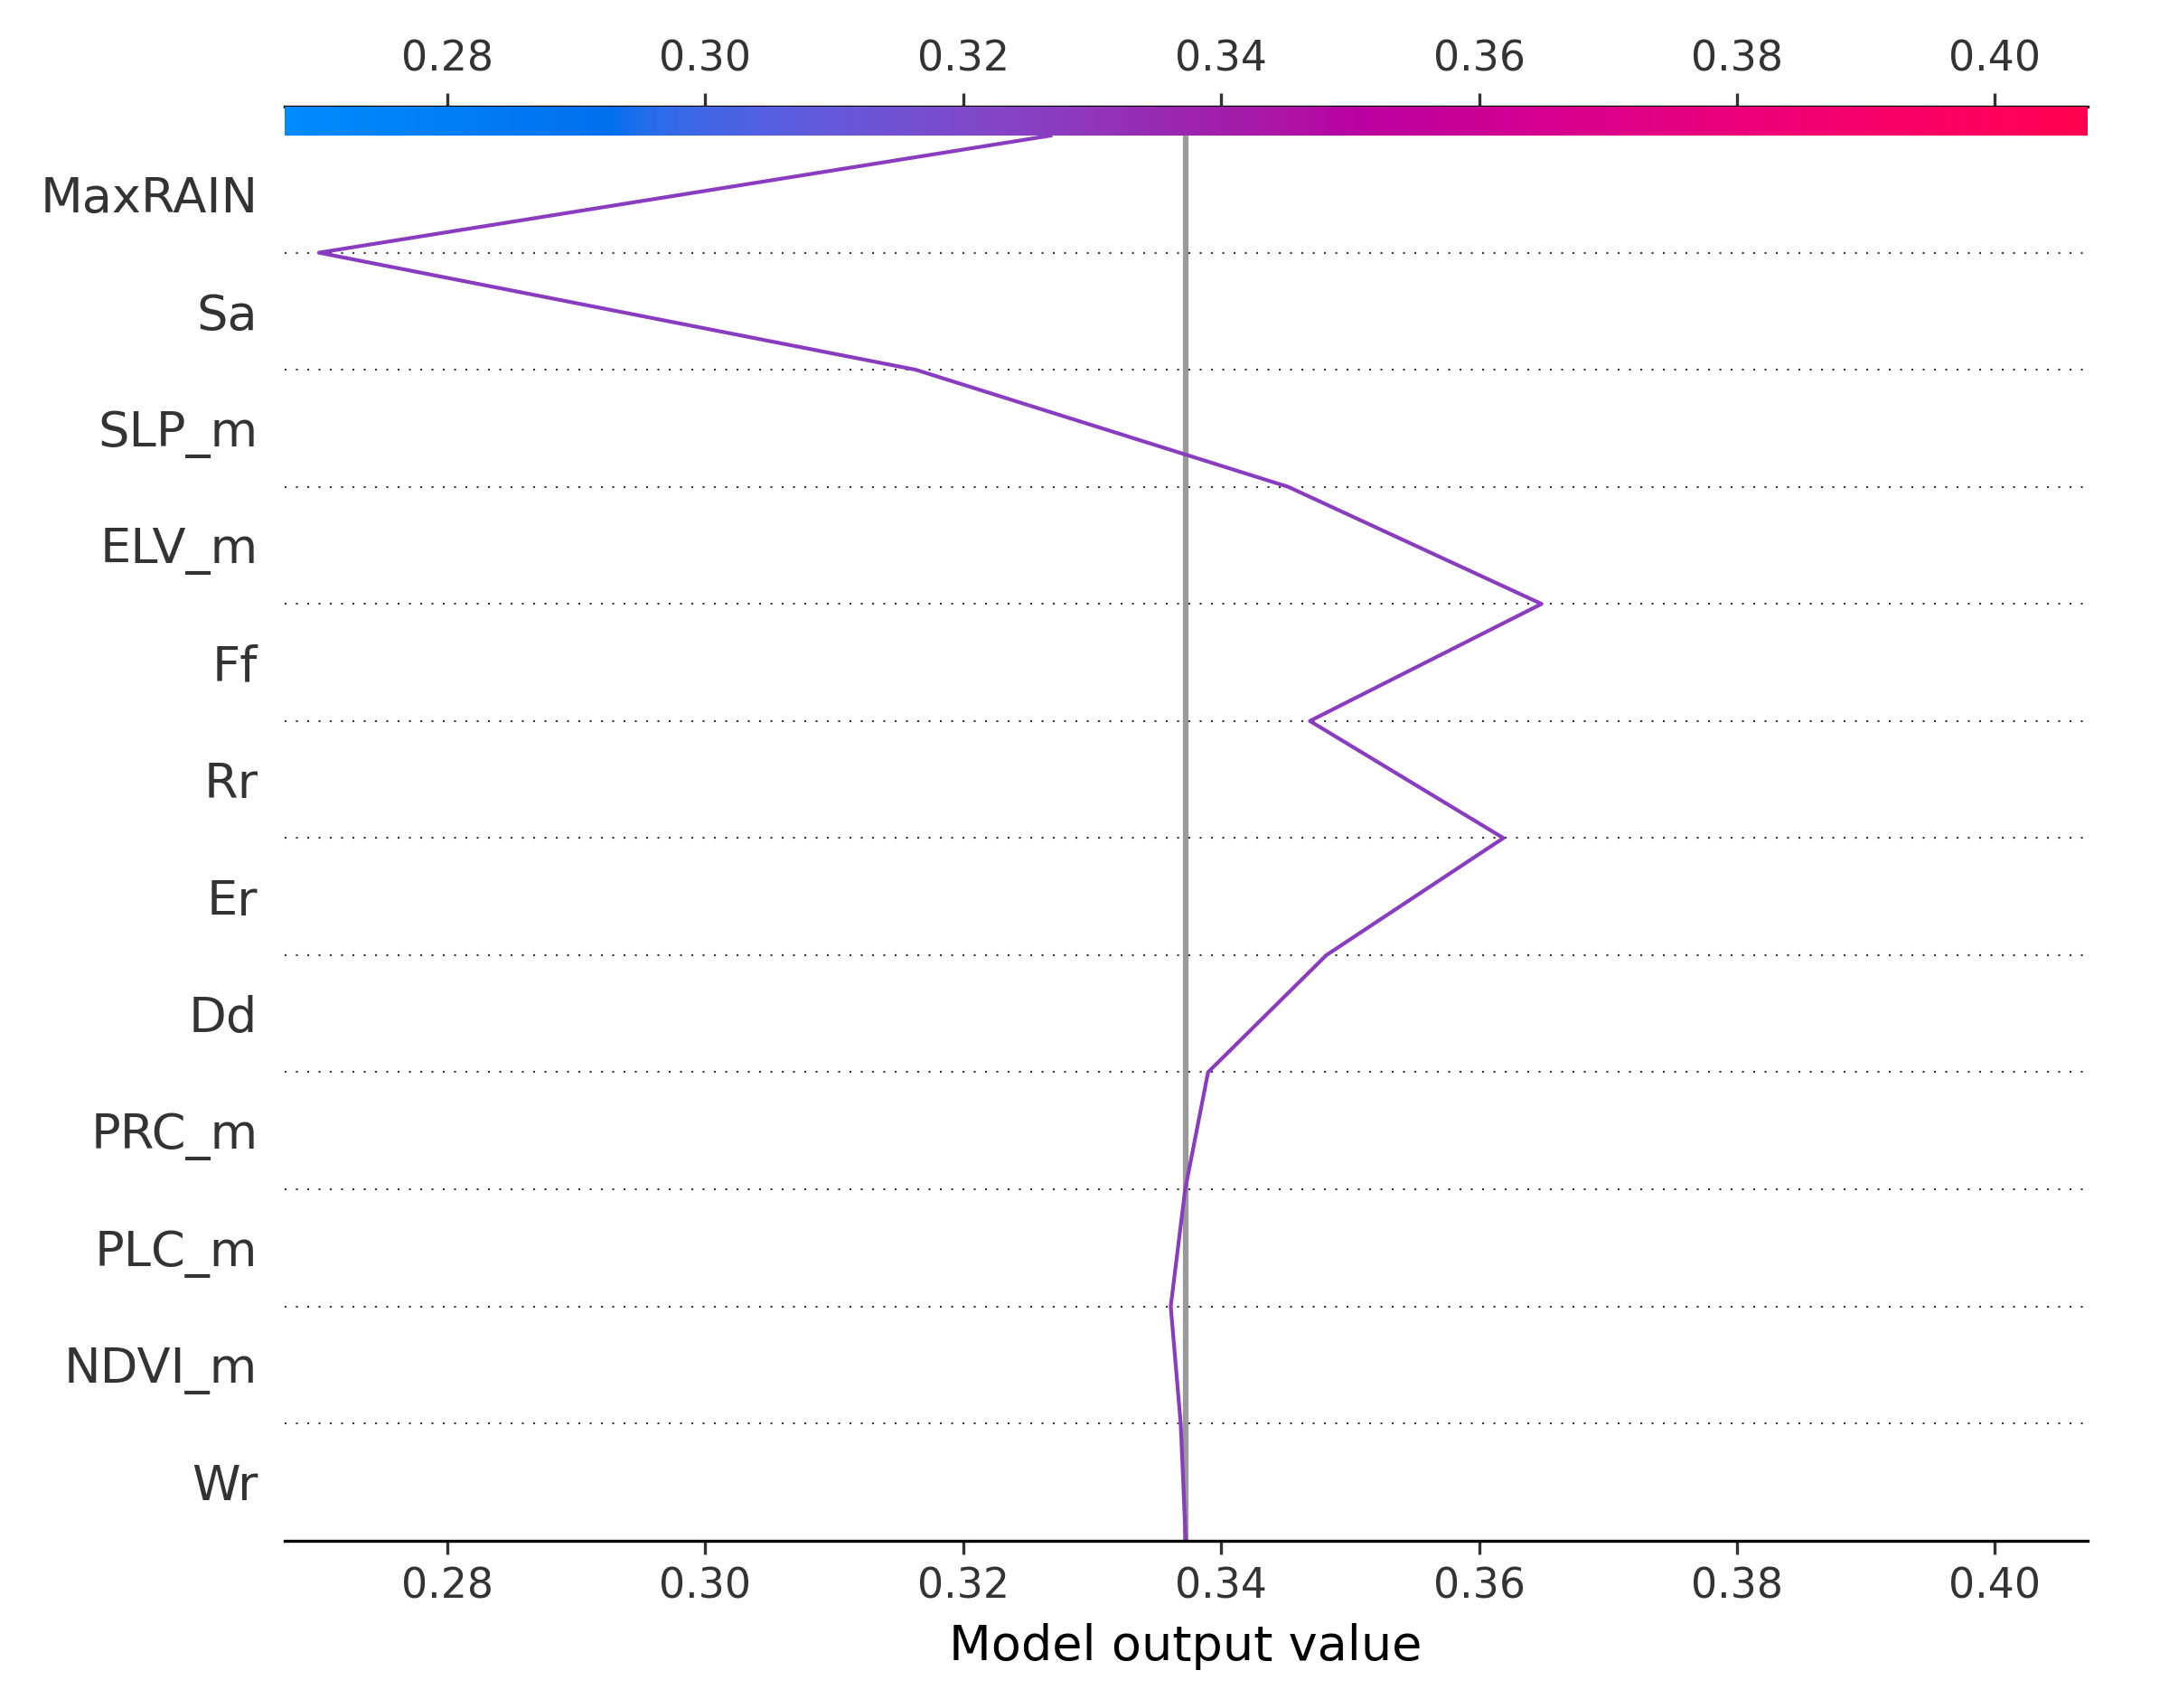 0.28 0.30 0.32 0.34 0.36 0.38 0.40
MaxRAIN
Sa
SLP_m
ELV_m
Ff
Rr
Er
Dd
PRC_m
PLC_m
NDVI_m
Wr
0.28 0.30 0.32 0.34 0.36 0.38 0.40
Model output value